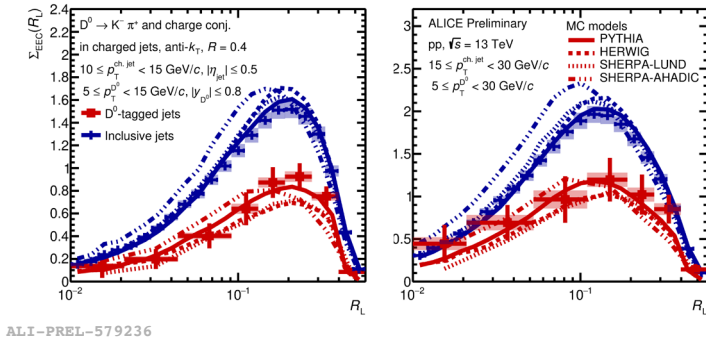 Σ_EEC(R_L)
2.4
2.2
2
1.8
1.6
1.4
1.2
1
0.8
0.6
0.4
0.2
0
D⁰ → K⁻ π⁺ and charge conj.
in charged jets, anti-k_T, R = 0.4
10 ≤ p_T^ch. jet < 15 GeV/c, |η_jet| ≤ 0.5
5 ≤ p_T^D⁰ < 15 GeV/c, |y_D⁰| ≤ 0.8
D⁰-tagged jets
Inclusive jets
10⁻² 10⁻¹
R_L
3
2.5
2
1.5
1
0.5
0
ALICE Preliminary
pp, √s = 13 TeV
15 ≤ p_T^ch. jet < 30 GeV/c
5 ≤ p_T^D⁰ < 30 GeV/c
MC models
PYTHIA
HERWIG
SHERPA-LUND
SHERPA-AHADIC
10⁻² 10⁻¹
R_L
ALI-PREL-579236